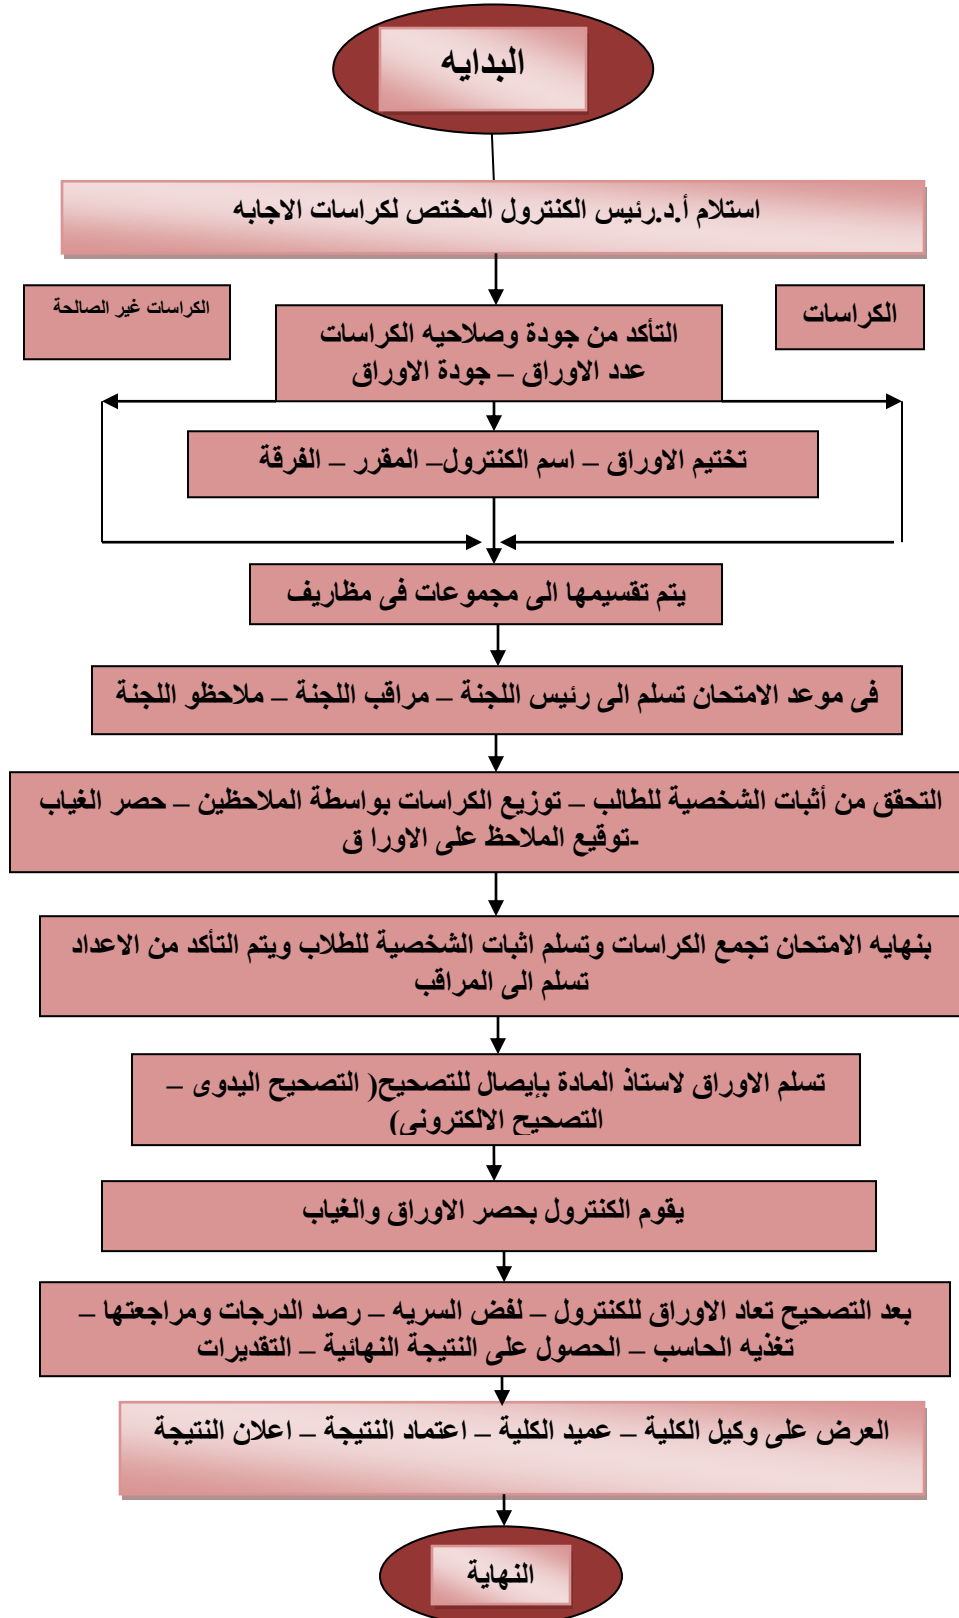 البدايه
استلام أ.د.رئيس الكنترول المختص لكراسات الاجابه
الكراسات
الكراسات غير الصالحة
التأكد من جودة وصلاحيه الكراسات
عدد الاوراق – جودة الاوراق
تختيم الاوراق – اسم الكنترول– المقرر – الفرقة
يتم تقسيمها الى مجموعات فى مظاريف
فى موعد الامتحان تسلم الى رئيس اللجنة – مراقب اللجنة – ملاحظو اللجنة
التحقق من أثبات الشخصية للطالب – توزيع الكراسات بواسطة الملاحظين – حصر الغياب
-توقيع الملاحظ على الاورا ق
بنهايه الامتحان تجمع الكراسات وتسلم اثبات الشخصية للطلاب ويتم التأكد من الاعداد
تسلم الى المراقب
تسلم الاوراق لاستاذ المادة بإيصال للتصحيح( التصحيح اليدوى –
التصحيح الالكترونى)
يقوم الكنترول بحصر الاوراق والغياب
بعد التصحيح تعاد الاوراق للكنترول – لفض السريه – رصد الدرجات ومراجعتها –
تغذيه الحاسب – الحصول على النتيجة النهائية – التقديرات
العرض على وكيل الكلية – عميد الكلية – اعتماد النتيجة – اعلان النتيجة
النهاية